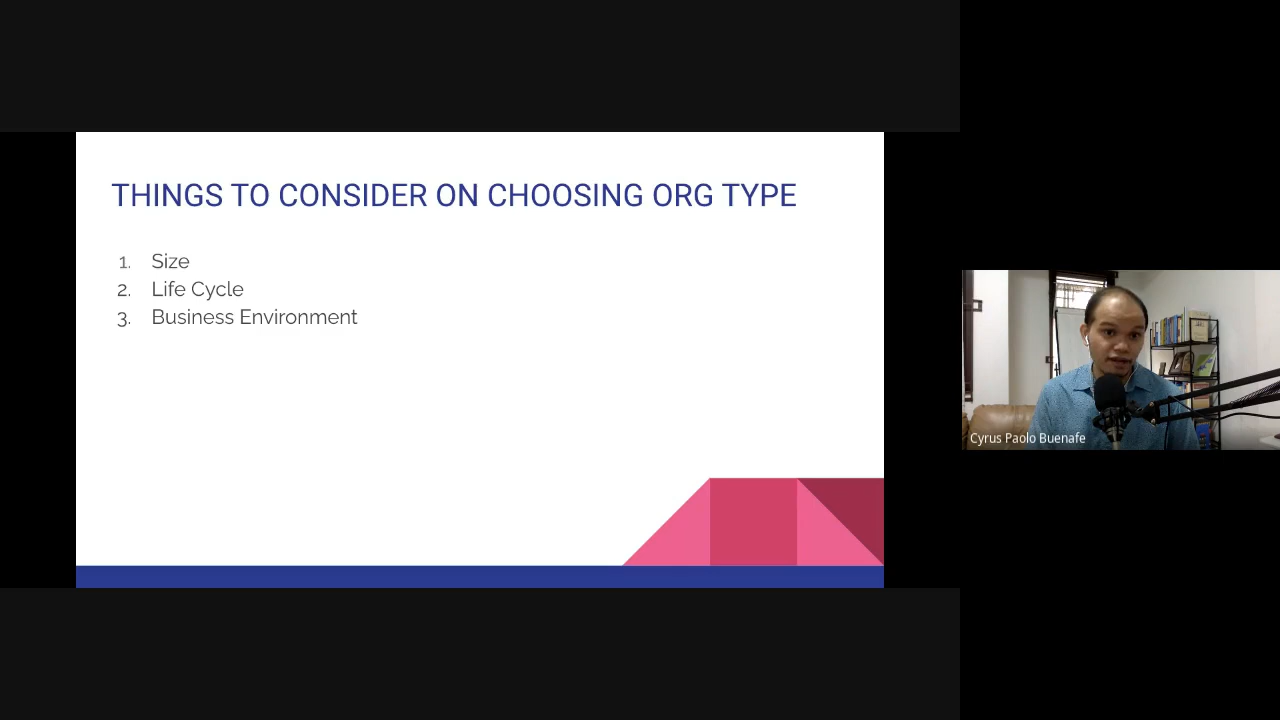 THINGS TO CONSIDER ON CHOOSING ORG TYPE
1. Size
2. Life Cycle
3. Business Environment
Cyrus Paolo Buenafe